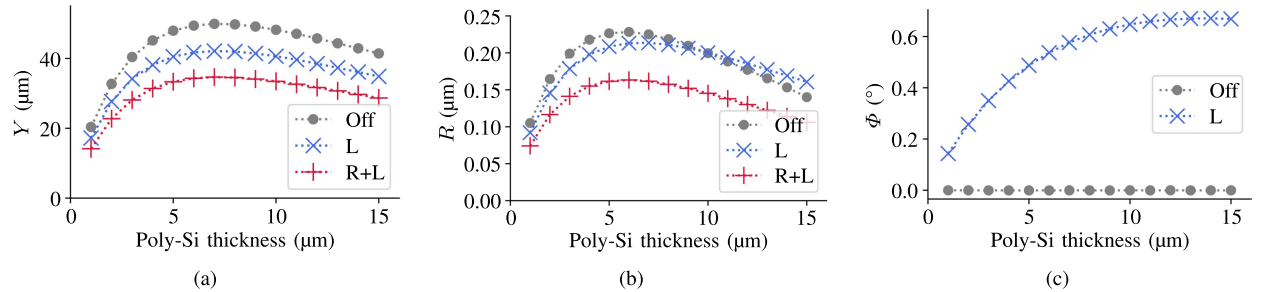 Y (µm)
40
20
0
0 5 10 15
Poly-Si thickness (µm)
Off
L
R+L
(a)
R (µm)
0.25
0.20
0.15
0.10
0.05
0.00
0 5 10 15
Poly-Si thickness (µm)
Off
L
R+L
(b)
Φ (°)
0.6
0.4
0.2
0.0
0 5 10 15
Poly-Si thickness (µm)
Off
L
(c)